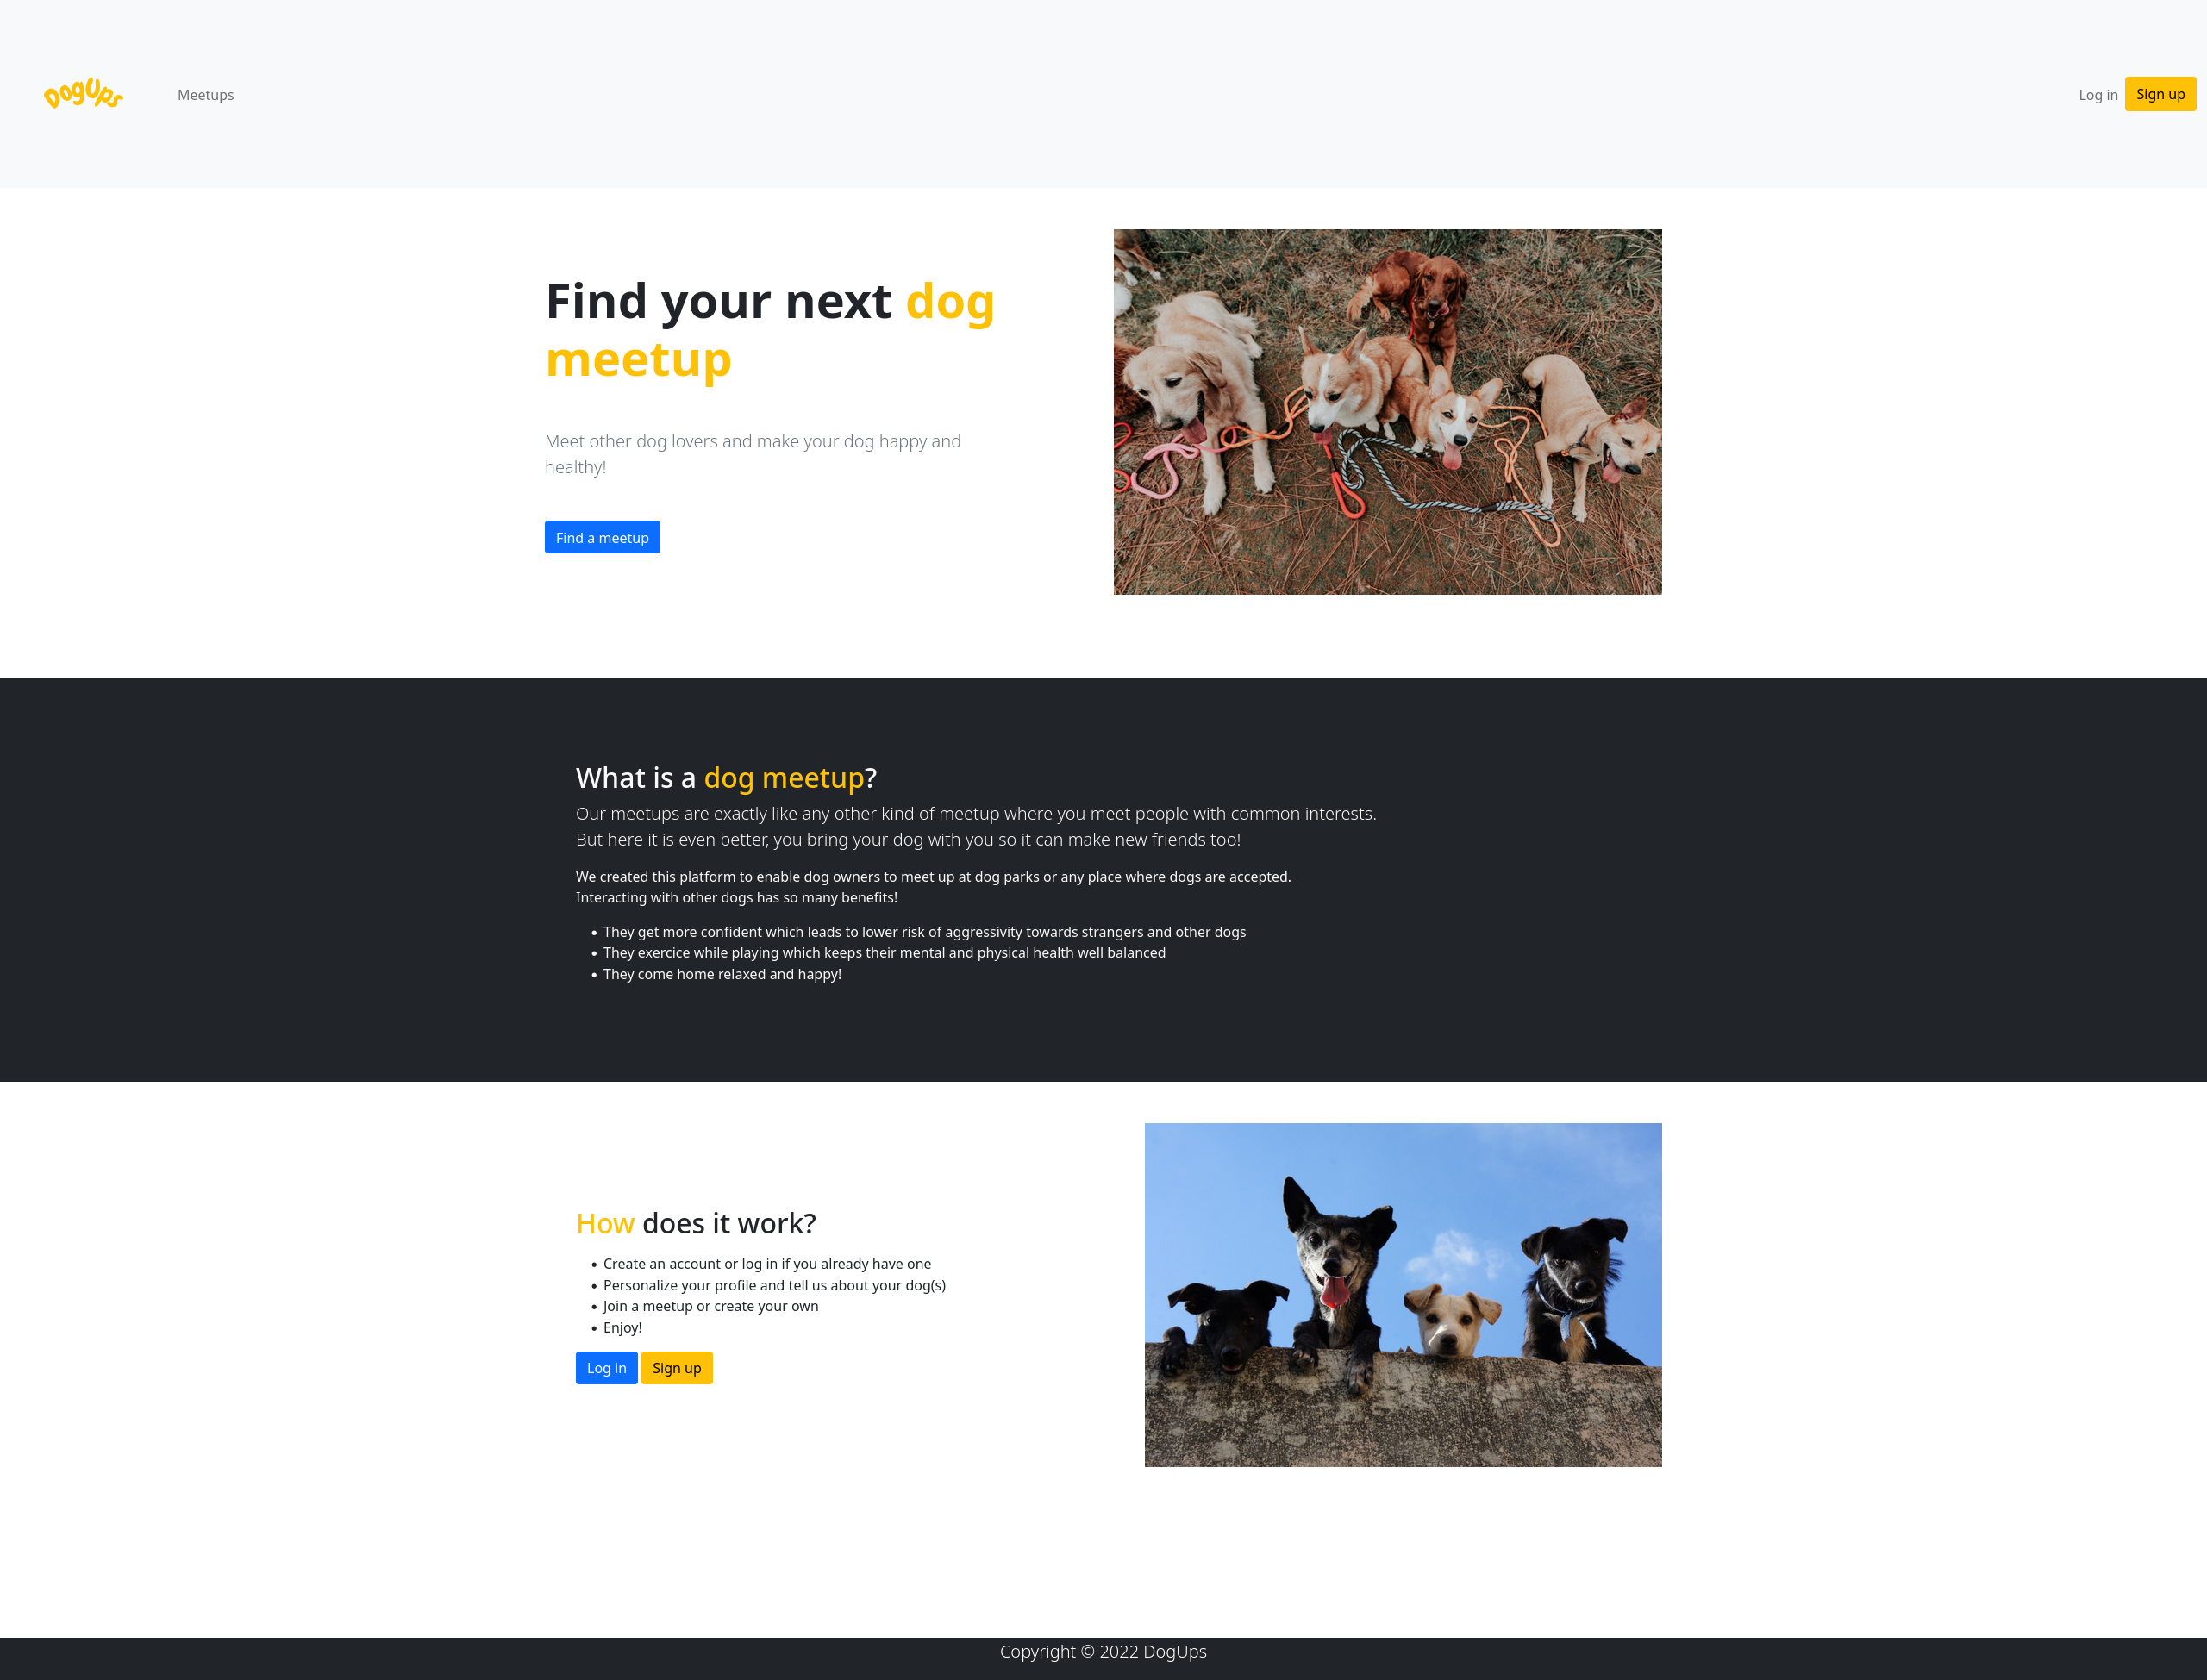 DogUps
Meetups
Log in
Sign up
Find your next dog
meetup
Meet other dog lovers and make your dog happy and
healthy!
Find a meetup
What is a dog meetup?
Our meetups are exactly like any other kind of meetup where you meet people with common interests.
But here it is even better, you bring your dog with you so it can make new friends too!
We created this platform to enable dog owners to meet up at dog parks or any place where dogs are accepted.
Interacting with other dogs has so many benefits!
• They get more confident which leads to lower risk of aggressivity towards strangers and other dogs
• They exercice while playing which keeps their mental and physical health well balanced
• They come home relaxed and happy!
How does it work?
• Create an account or log in if you already have one
• Personalize your profile and tell us about your dog(s)
• Join a meetup or create your own
• Enjoy!
Log in
Sign up
Copyright © 2022 DogUps